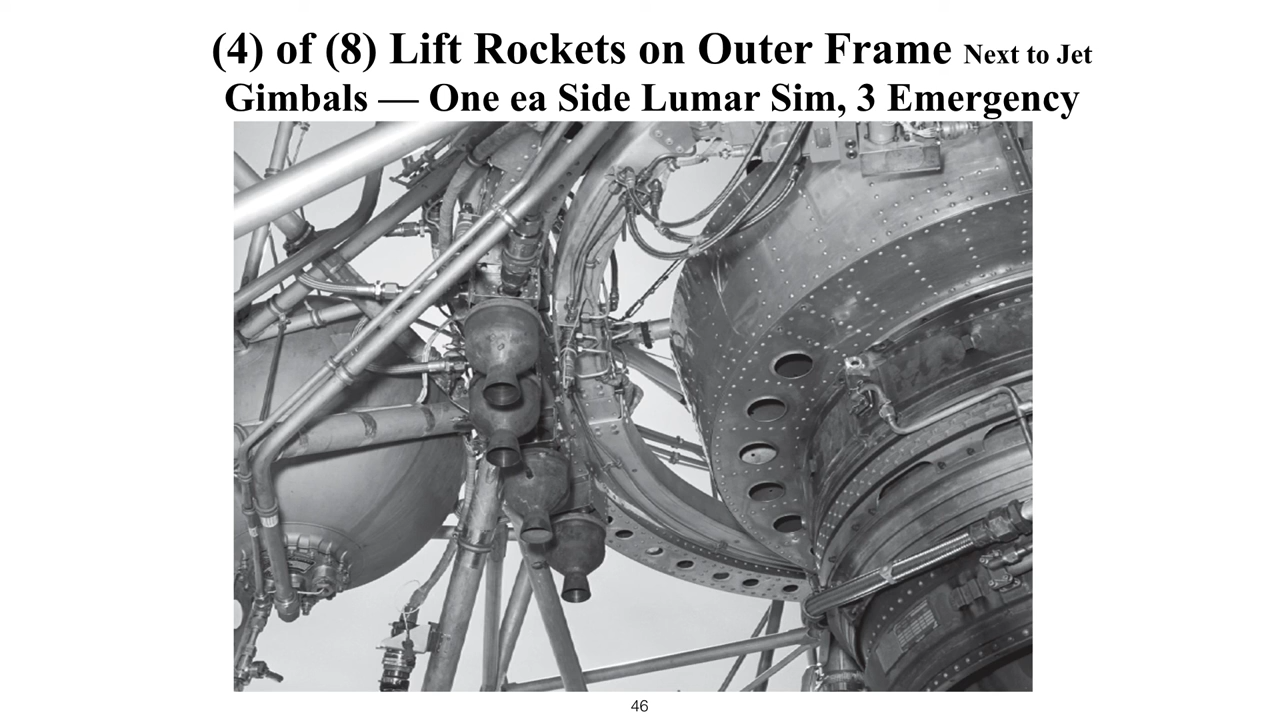 (4) of (8) Lift Rockets on Outer Frame Next to Jet
Gimbals — One ea Side Lumar Sim, 3 Emergency
46